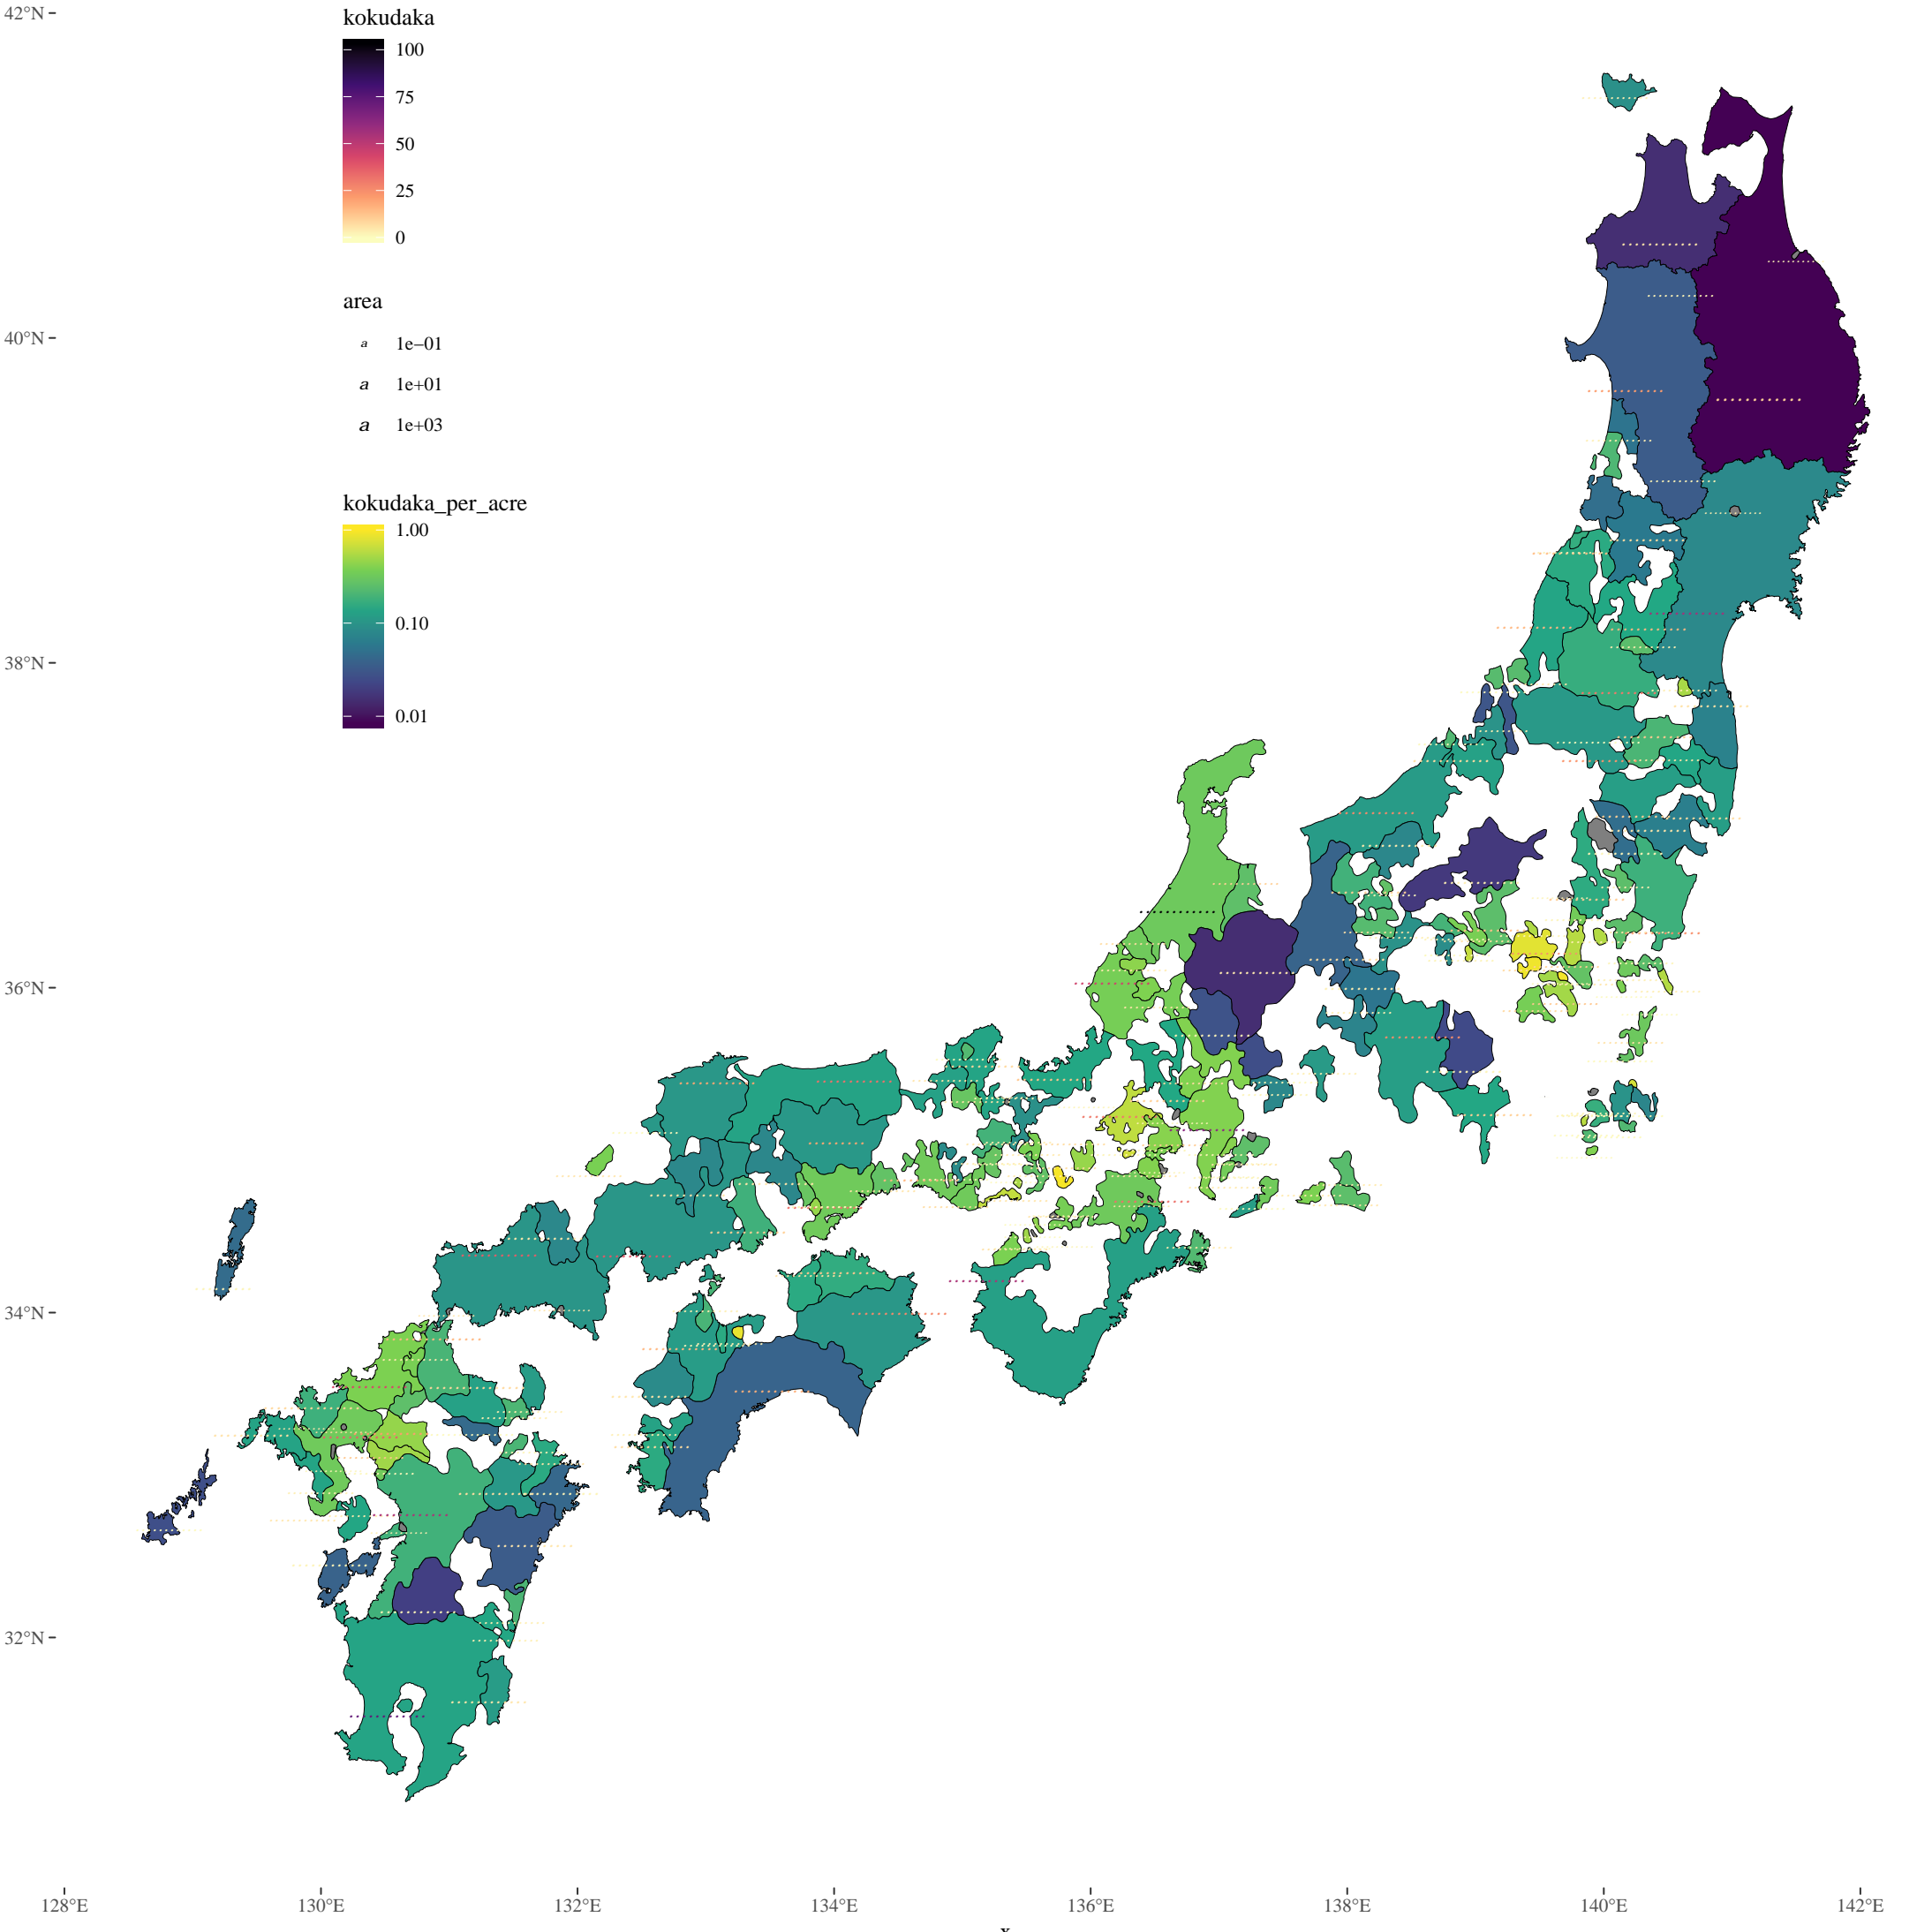 42°N
kokudaka
100
75
50
25
0
area
a 1e−01
a 1e+01
a 1e+03
kokudaka_per_acre
1.00
0.10
0.01
40°N
38°N
36°N
34°N
32°N
128°E 130°E 132°E 134°E 136°E 138°E 140°E 142°E
x